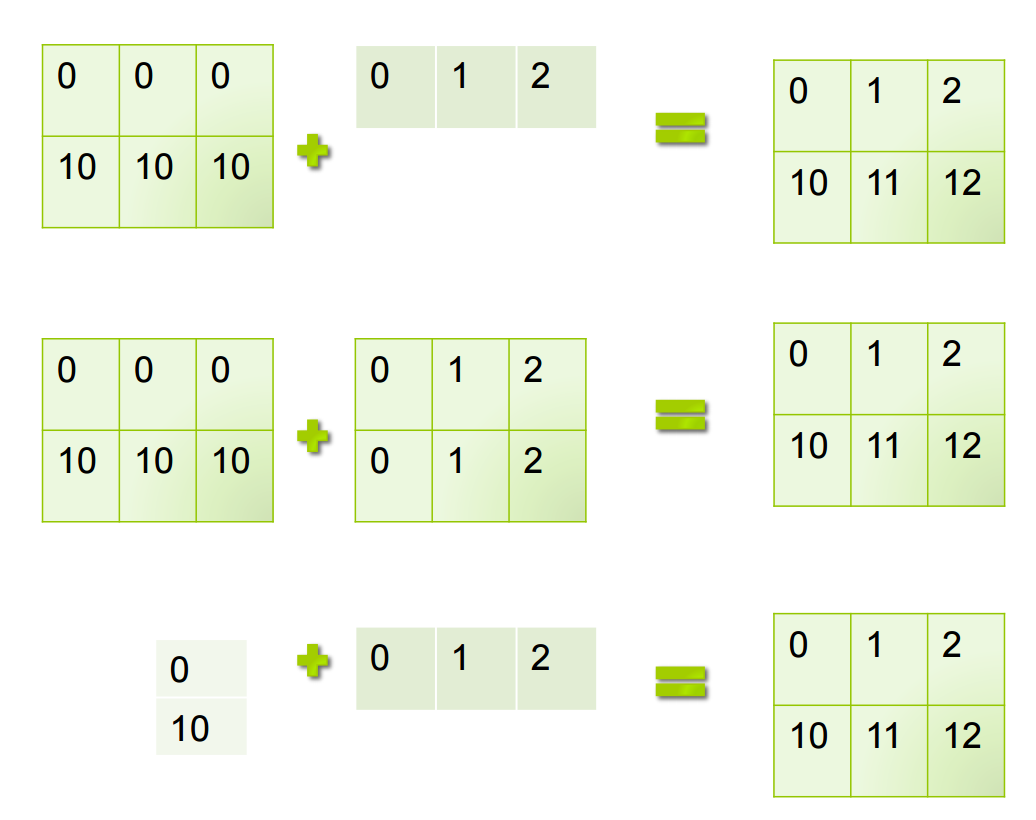 0 0 0 + 0 1 2 = 0 1 2
10 10 10 10 11 12
0 0 0 + 0 1 2 = 0 1 2
10 10 10 0 1 2 10 11 12
0 + 0 1 2 = 0 1 2
10 10 11 12